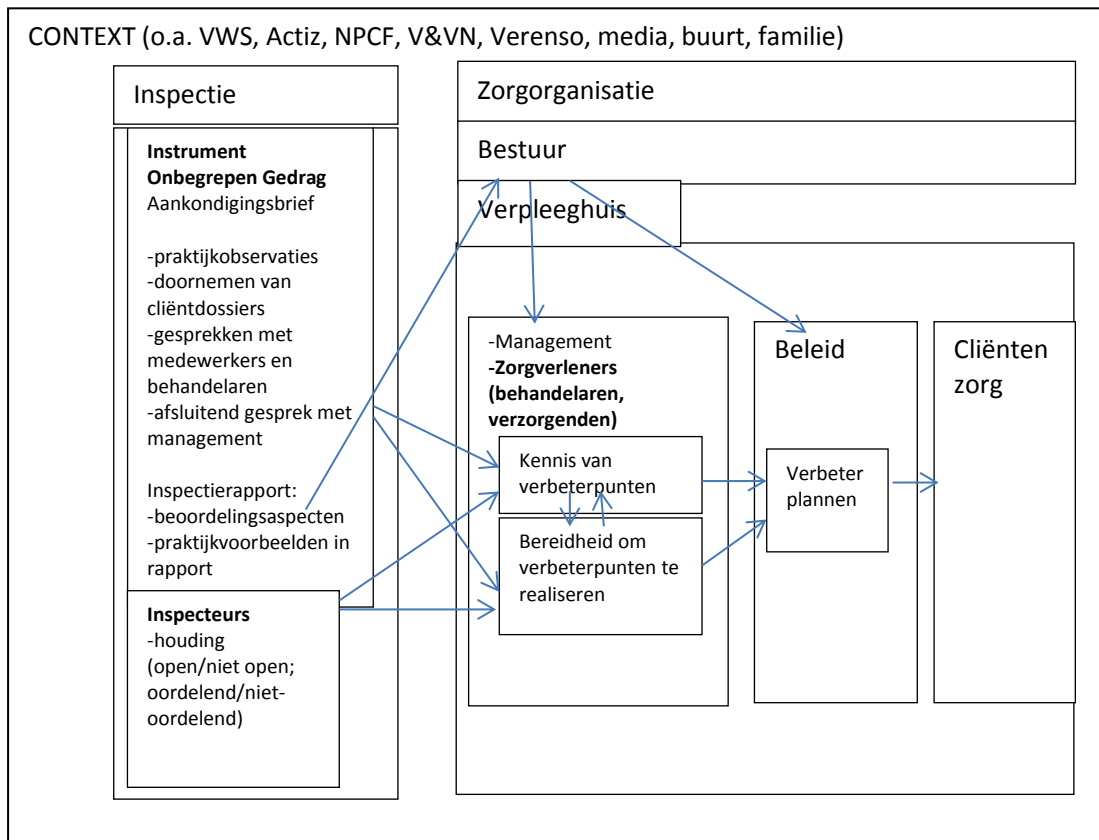 CONTEXT (o.a. VWS, Actiz, NPCF, V&VN, Verenso, media, buurt, familie)
Inspectie
Instrument
Onbegrepen Gedrag
Aankondigingsbrief
-praktijkobservaties
-doornemen van
cliëntdossiers
-gesprekken met
medewerkers en
behandelaren
-afsluitend gesprek met
management
Inspectierapport:
-beoordelingsaspecten
-praktijkvoorbeelden in
rapport
Inspecteurs
-houding
(open/niet open;
oordelend/niet-
oordelend)
Zorgorganisatie
Bestuur
Verpleeghuis
-Management
-Zorgverleners
(behandelaren,
verzorgenden)
Kennis van
verbeterpunten
Bereidheid om
verbeterpunten te
realiseren
Beleid
Verbeter
plannen
Cliënten
zorg